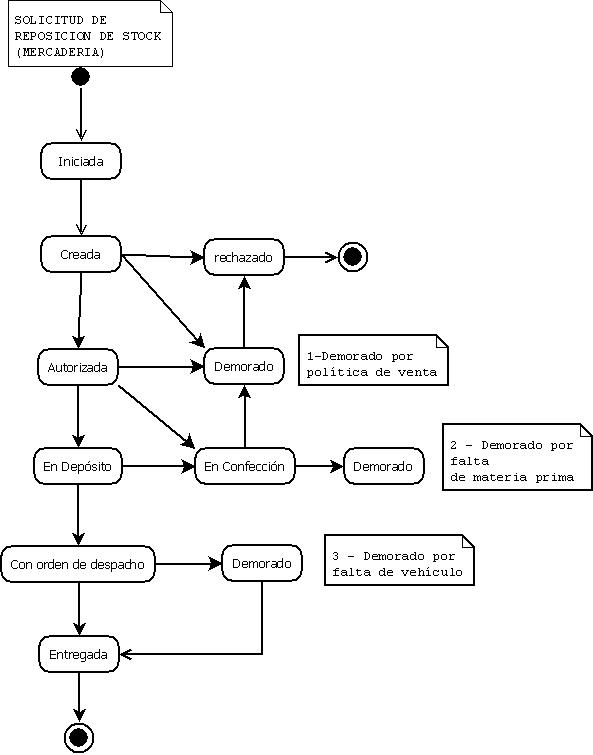 SOLICITUD DE
REPOSICION DE STOCK
(MERCADERIA)
Iniciada
Creada
rechazado
Autorizada
Demorado
1-Demorado por
política de venta
En Depósito
En Confección
Demorado
2 - Demorado por
falta
de materia prima
Con orden de despacho
Demorado
3 - Demorado por
falta de vehículo
Entregada